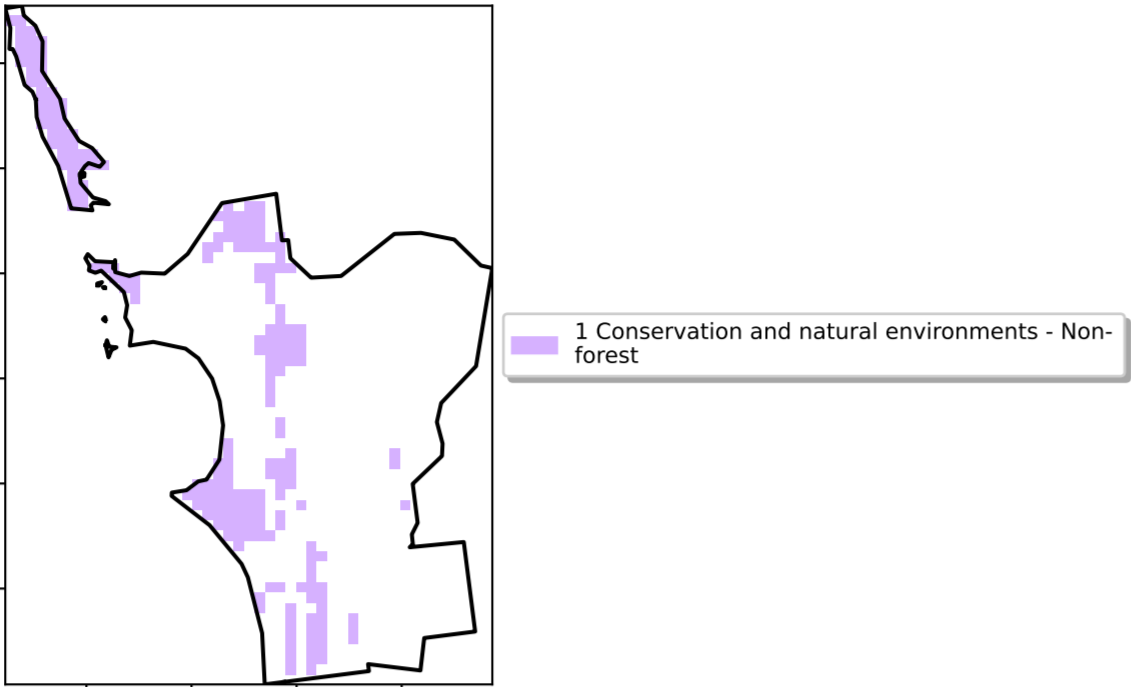 1 Conservation and natural environments - Non-
forest